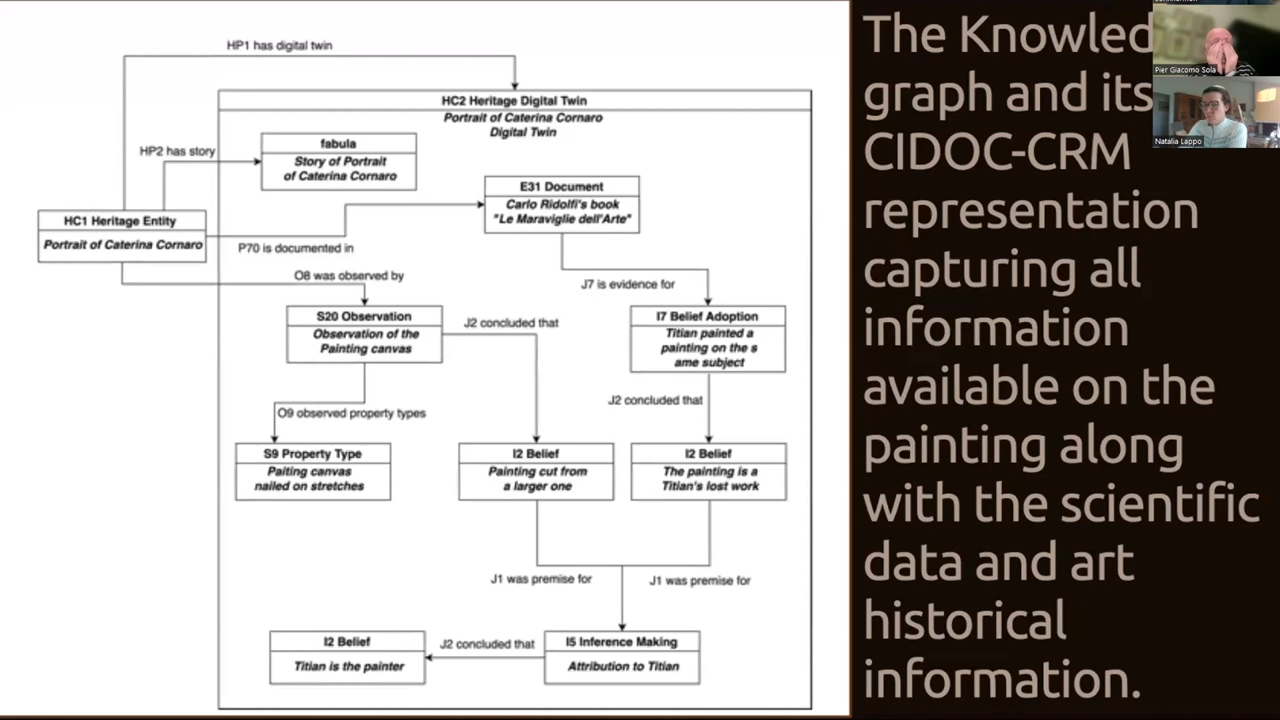 HP1 has digital twin
HC2 Heritage Digital Twin
Portrait of Caterina Cornaro
Digital Twin
fabula
Story of Portrait
of Caterina Cornaro
HP2 has story
E31 Document
Carlo Ridolfi's book
"Le Maraviglie dell'Arte"
HC1 Heritage Entity
Portrait of Caterina Cornaro
P70 is documented in
O8 was observed by
J7 is evidence for
S20 Observation
Observation of the
Painting canvas
J2 concluded that
I7 Belief Adoption
Titian painted a
painting on the s
ame subject
J2 concluded that
O9 observed property types
S9 Property Type
Paiting canvas
nailed on stretches
I2 Belief
Painting cut from
a larger one
I2 Belief
The painting is a
Titian's lost work
J1 was premise for
J1 was premise for
I2 Belief
Titian is the painter
J2 concluded that
I5 Inference Making
Attribution to Titian
The Knowled
graph and its
CIDOC-CRM
representation
capturing all
information
available on the
painting along
with the scientific
data and art
historical
information.
Pier Giacomo Sola
Natalia Lappo